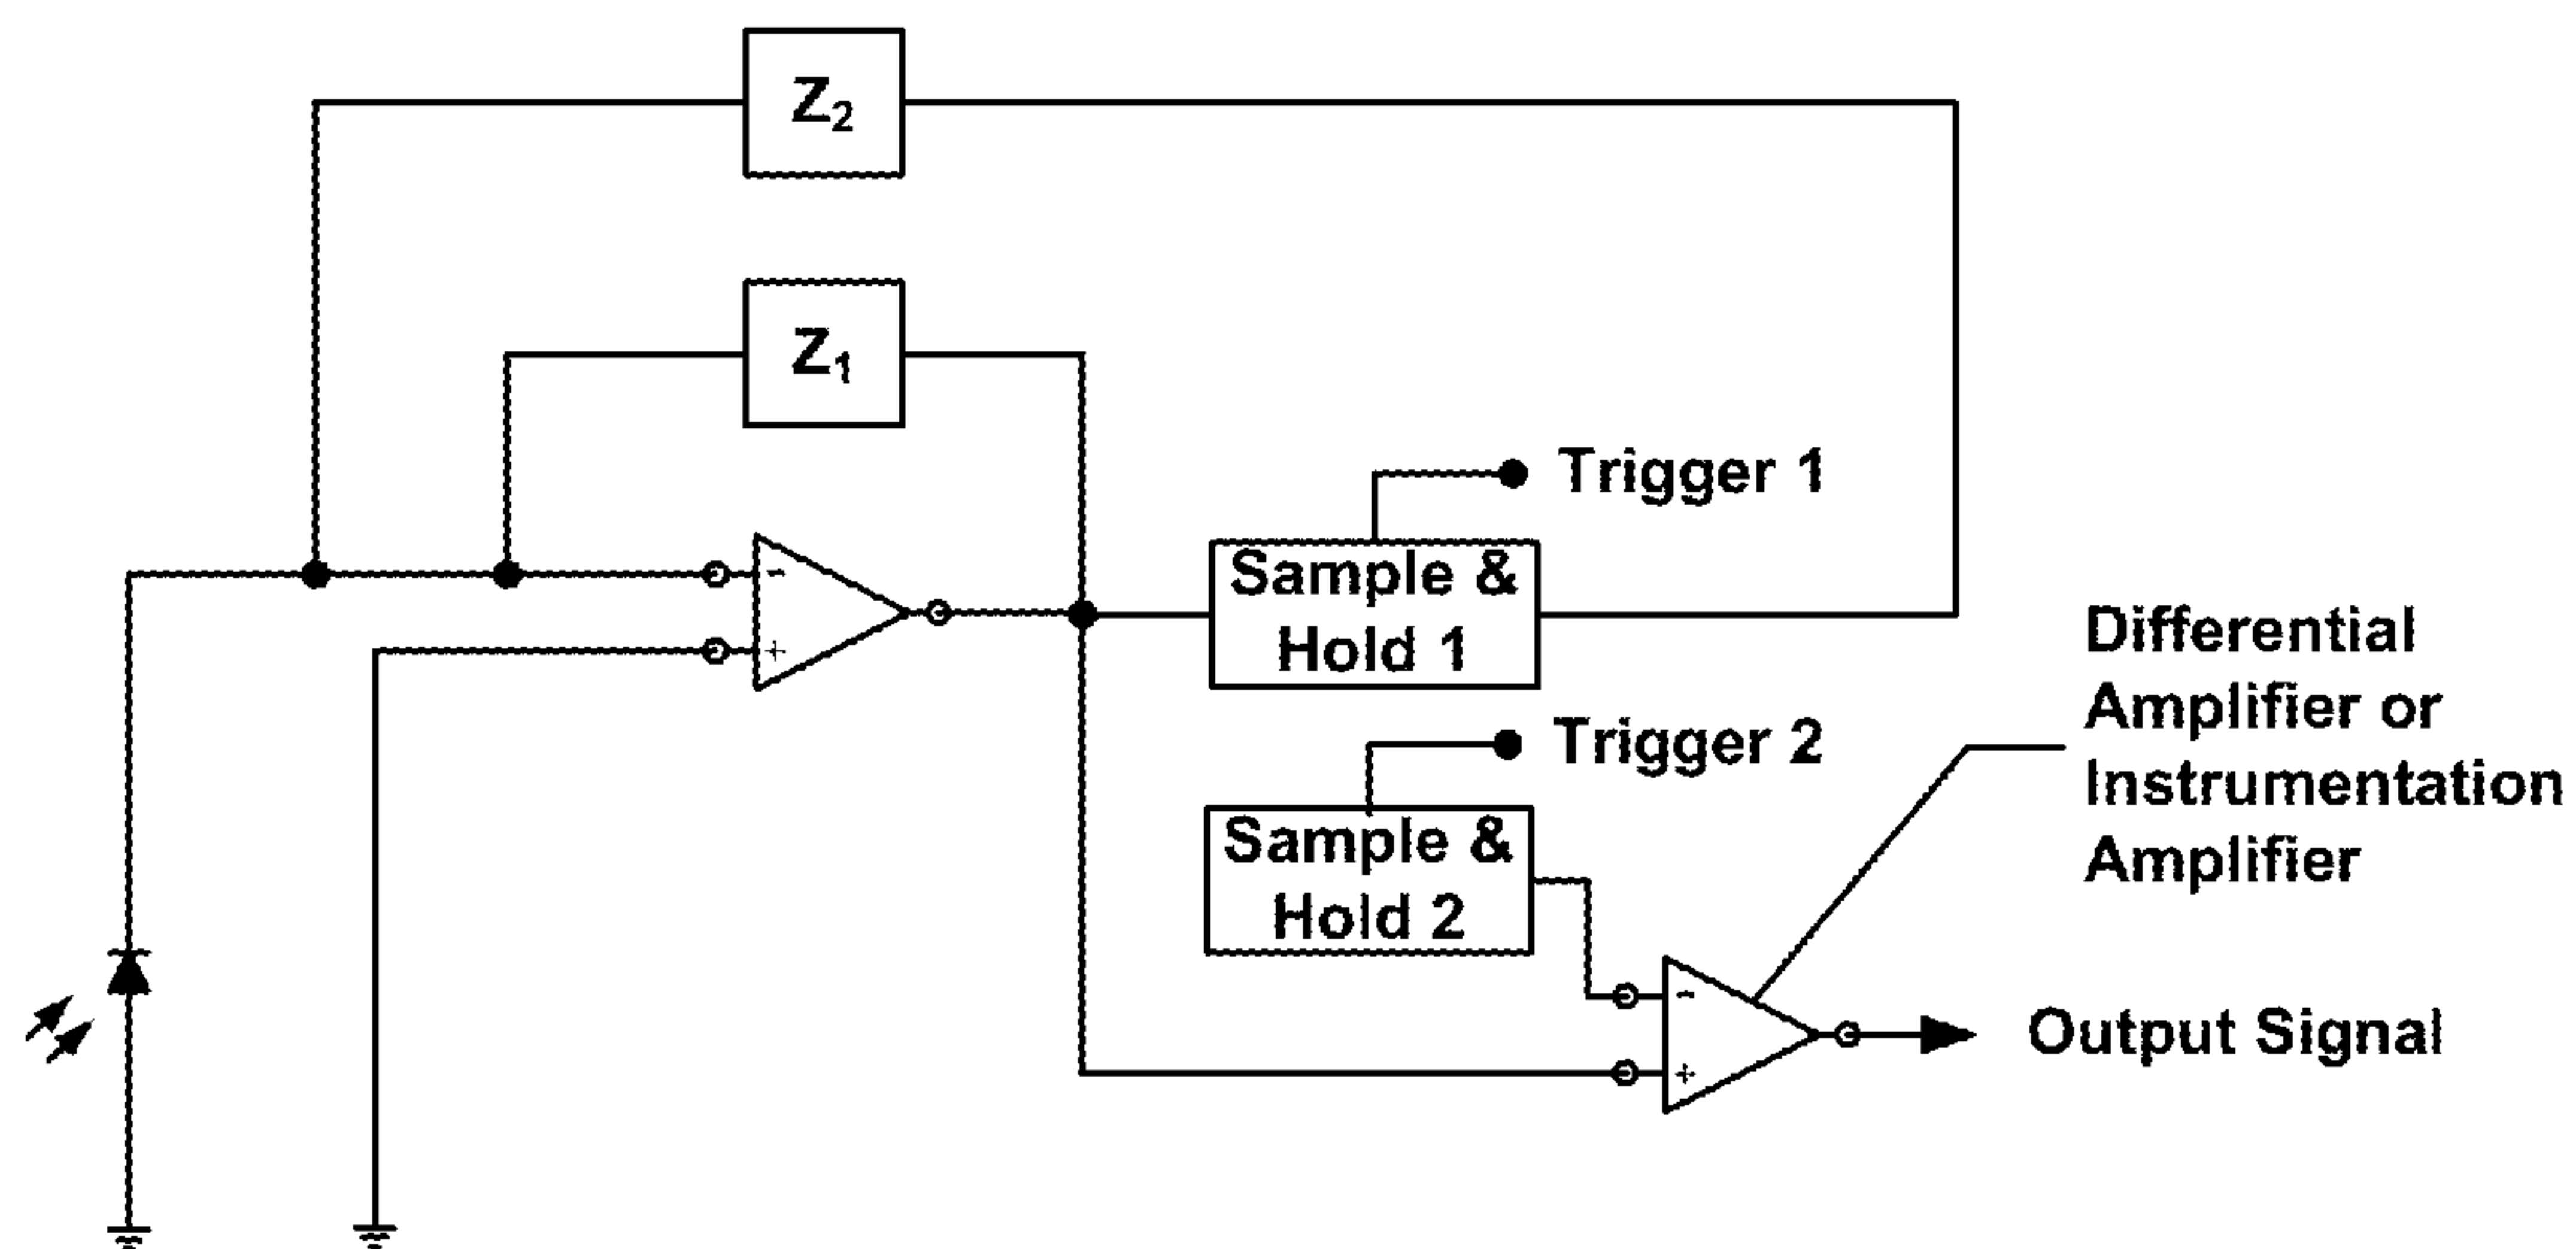 Z₂
Z₁
Trigger 1
Sample &
Hold 1
Trigger 2
Sample &
Hold 2
Differential
Amplifier or
Instrumentation
Amplifier
-
+
-
+
Output Signal